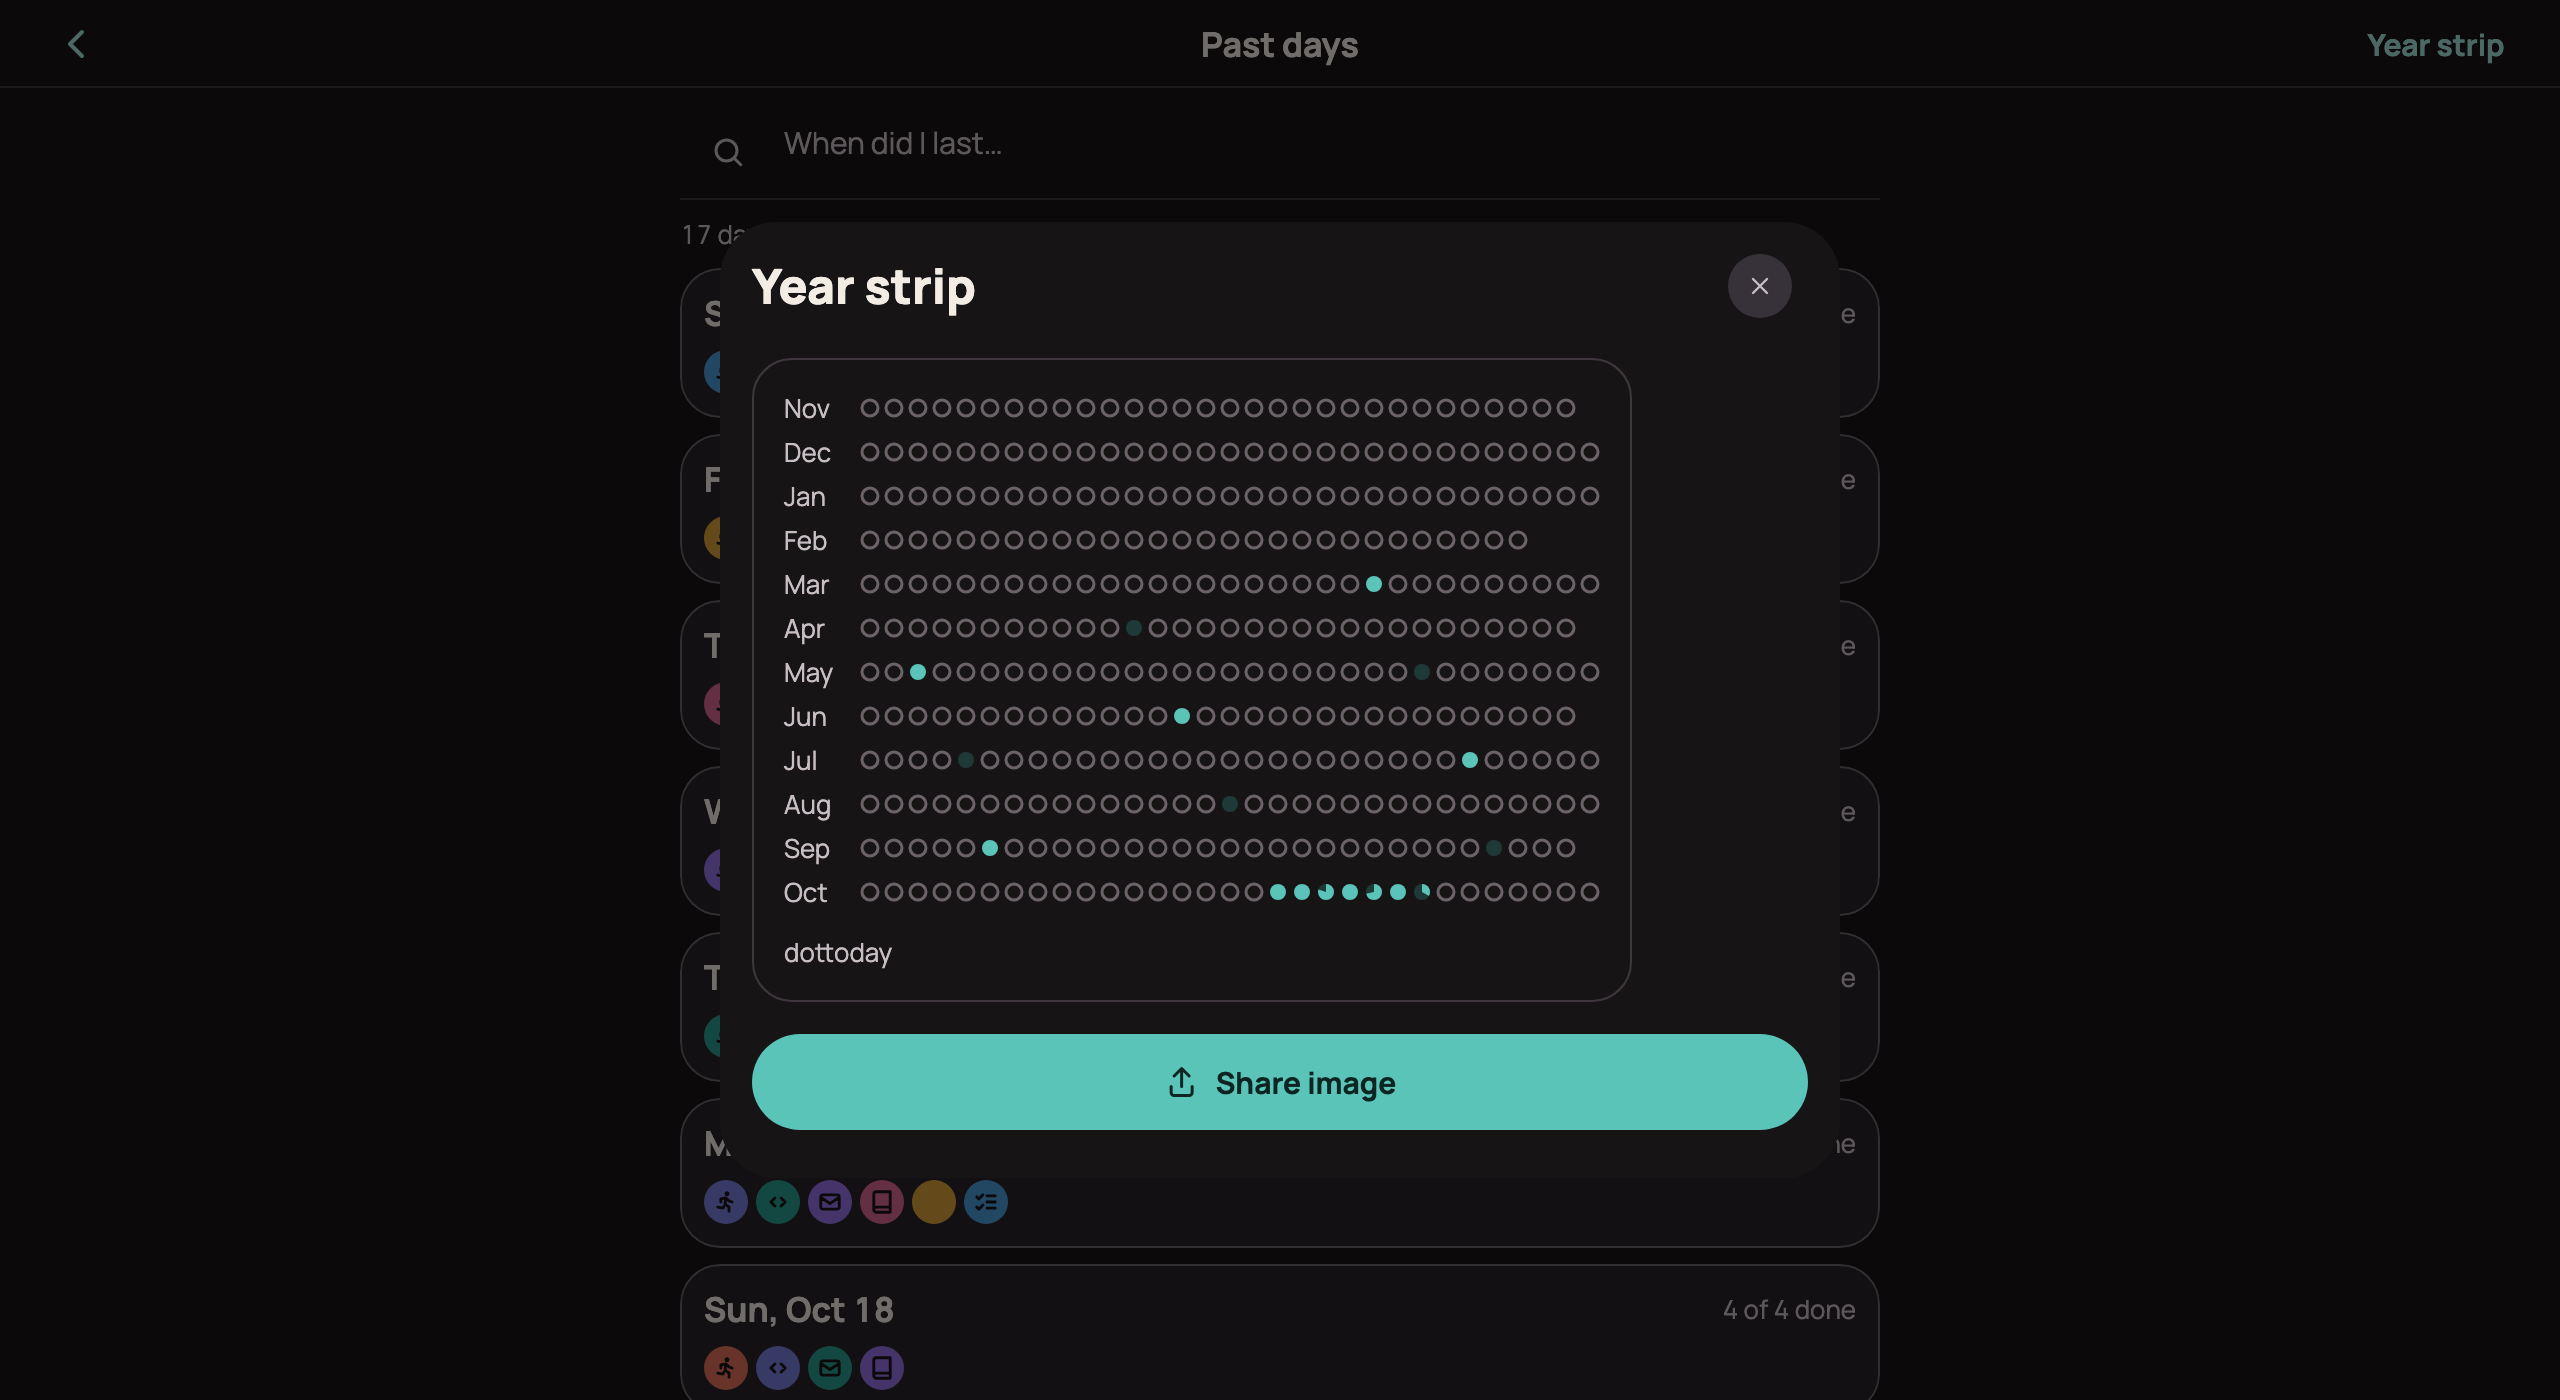 Past days
Year strip
When did I last...
17
Year strip
Nov
Dec
Jan
Feb
Mar
Apr
May
Jun
Jul
Aug
Sep
Oct
dottoday
Share image
Sun, Oct 18
4 of 4 done